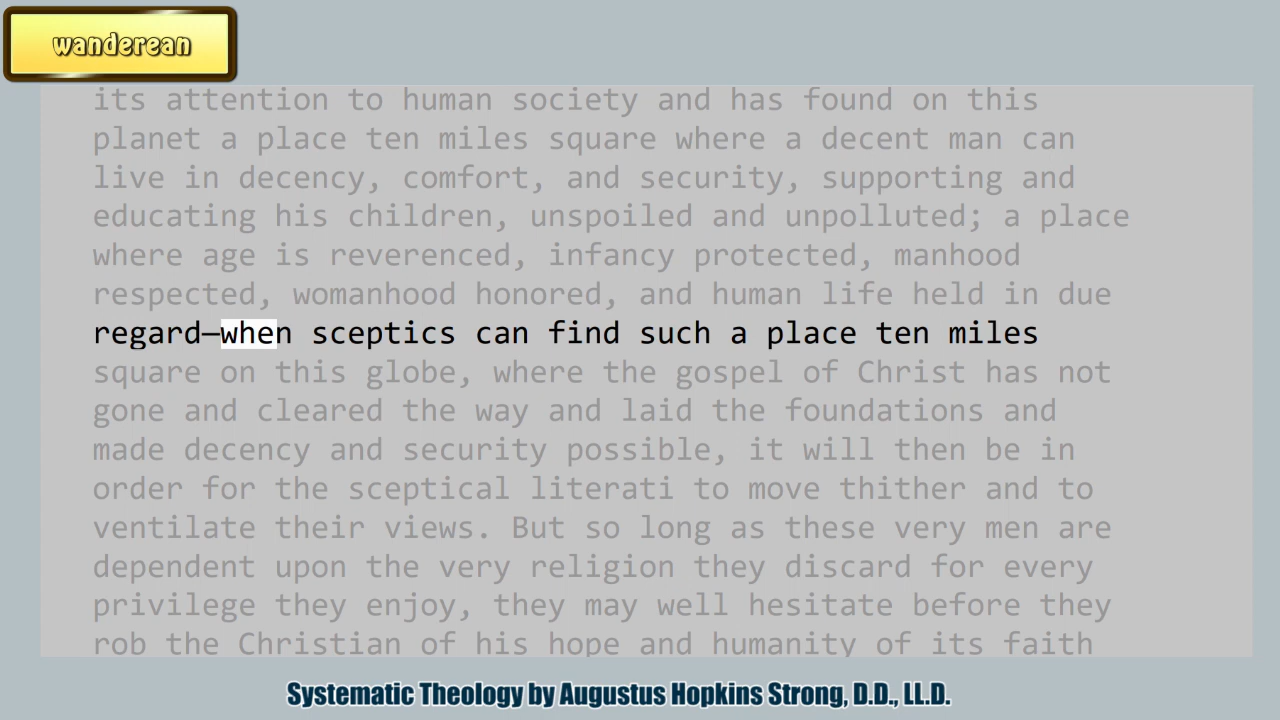 wanderean
its attention to human society and has found on this
planet a place ten miles square where a decent man can
live in decency, comfort, and security, supporting and
educating his children, unspoiled and unpolluted; a place
where age is reverenced, infancy protected, manhood
respected, womanhood honored, and human life held in due
regard—when sceptics can find such a place ten miles
square on this globe, where the gospel of Christ has not
gone and cleared the way and laid the foundations and
made decency and security possible, it will then be in
order for the sceptical literati to move thither and to
ventilate their views. But so long as these very men are
dependent upon the very religion they discard for every
privilege they enjoy, they may well hesitate before they
rob the Christian of his hope and humanity of its faith
Systematic Theology by Augustus Hopkins Strong, D.D., LL.D.